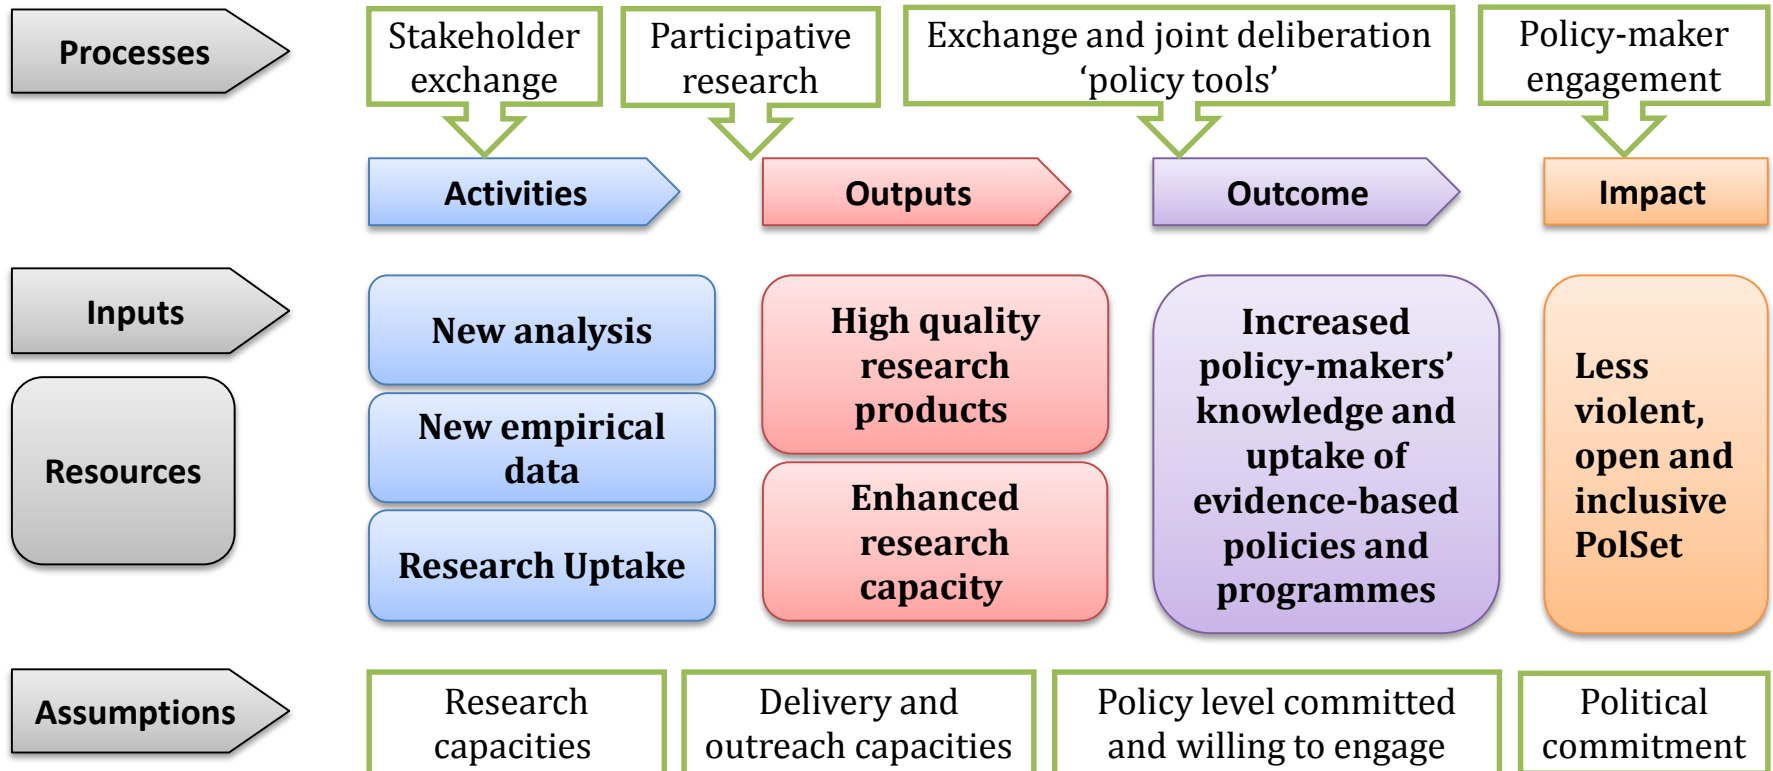 Processes
Stakeholder
exchange
Participative
research
Exchange and joint deliberation
‘policy tools’
Policy-maker
engagement
Activities
Outputs
Outcome
Impact
Inputs
Resources
New analysis
New empirical
data
Research Uptake
High quality
research
products
Enhanced
research
capacity
Increased
policy-makers’
knowledge and
uptake of
evidence-based
policies and
programmes
Less
violent,
open and
inclusive
PolSet
Assumptions
Research
capacities
Delivery and
outreach capacities
Policy level committed
and willing to engage
Political
commitment